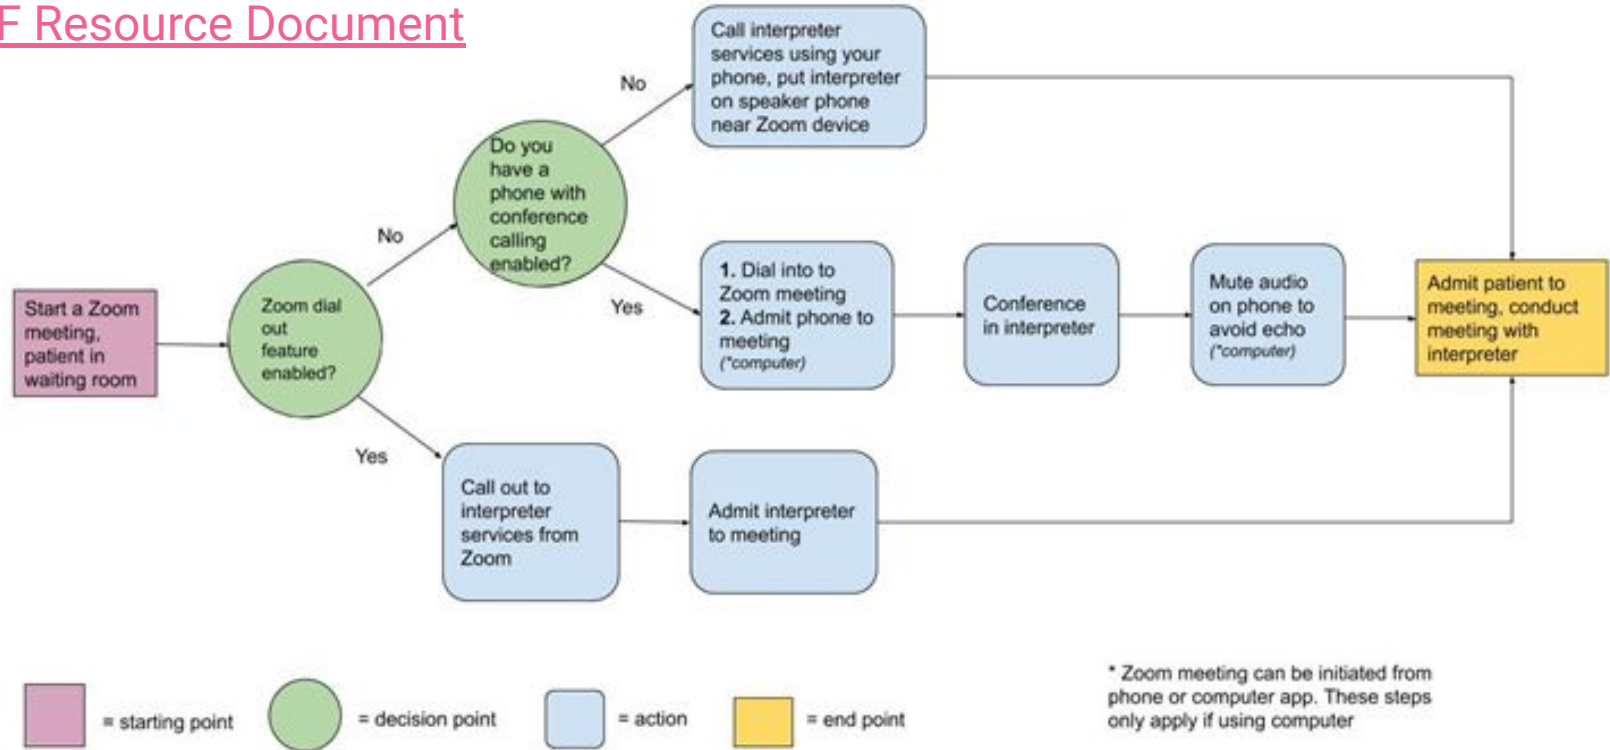 F Resource Document
Start a Zoom
meeting,
patient in
waiting room
Zoom dial
out
feature
enabled?
No
Yes
Do you
have a
phone with
conference
calling
enabled?
No
Yes
Call interpreter
services using your
phone, put interpreter
on speaker phone
near Zoom device
1. Dial into to
Zoom meeting
2. Admit phone to
meeting
(*computer)
Conference
in interpreter
Mute audio
on phone to
avoid echo
(*computer)
Call out to
interpreter
services from
Zoom
Admit interpreter
to meeting
Admit patient to
meeting, conduct
meeting with
interpreter
= starting point
= decision point
= action
= end point
* Zoom meeting can be initiated from
phone or computer app. These steps
only apply if using computer